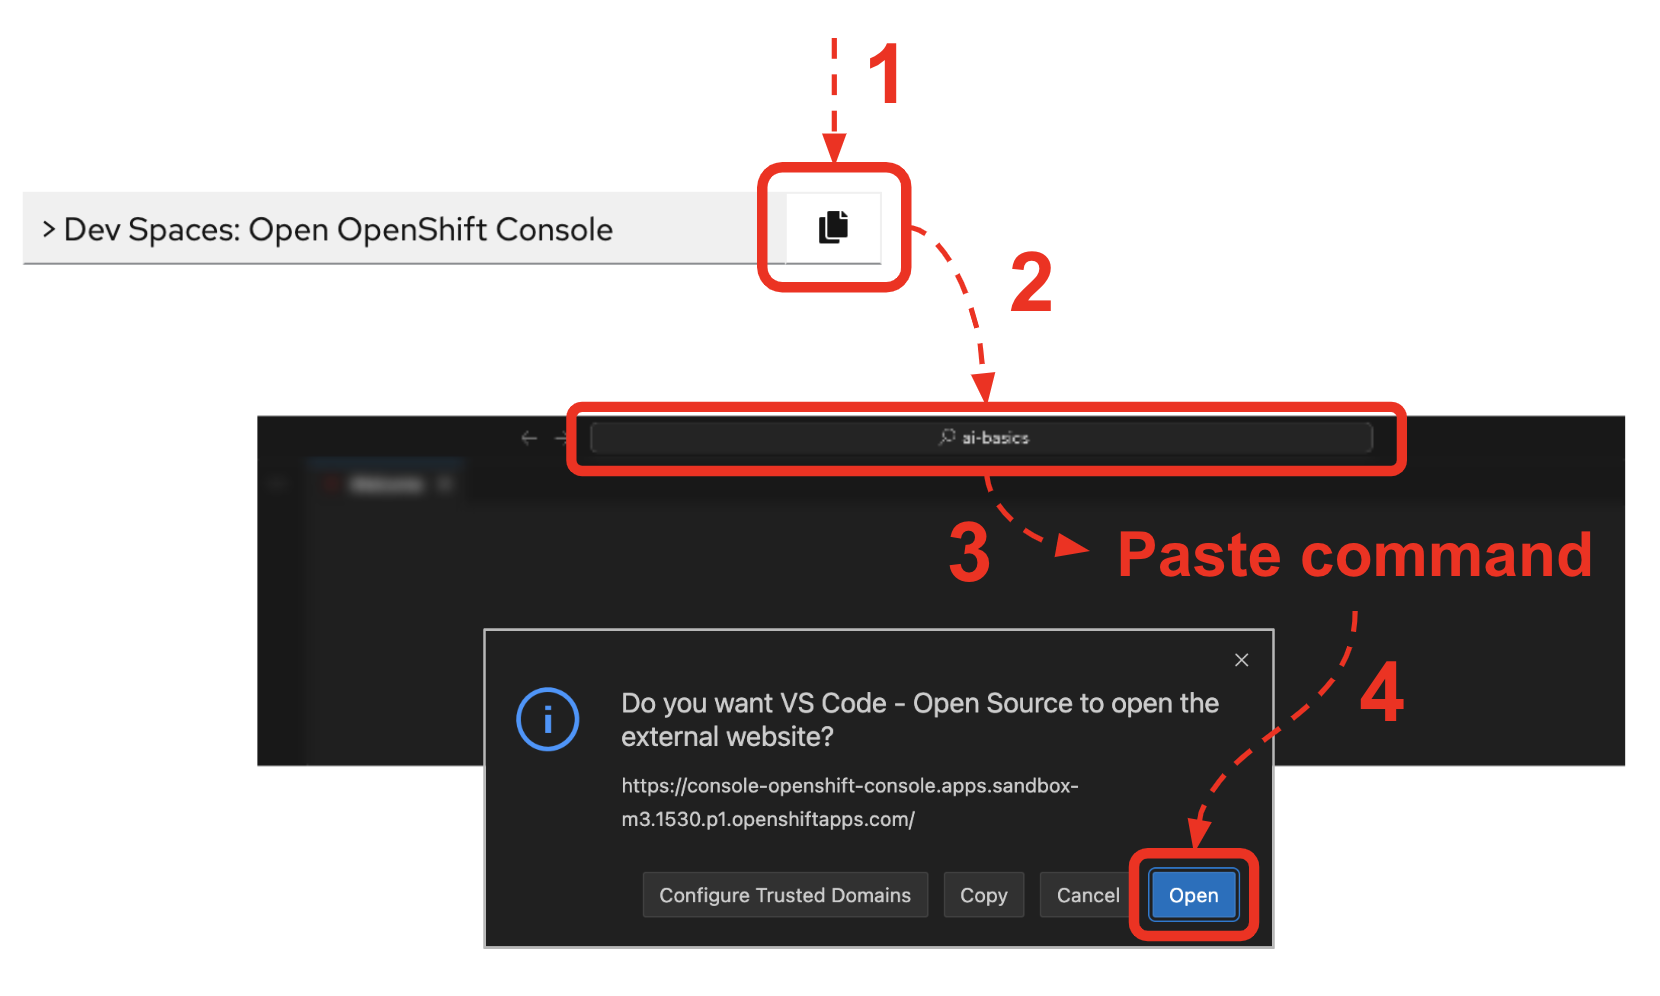 1
> Dev Spaces: Open OpenShift Console
2
ai-basics
3
Paste command
4
Do you want VS Code - Open Source to open the
external website?
https://console-openshift-console.apps.sandbox-
m3.1530.p1.openshiftapps.com/
Configure Trusted Domains
Copy
Cancel
Open